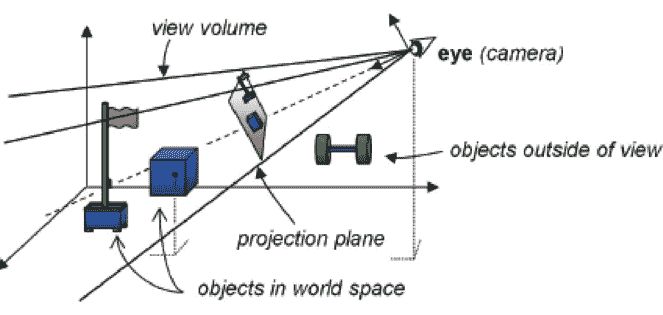 view volume
eye (camera)
objects outside of view
projection plane
objects in world space